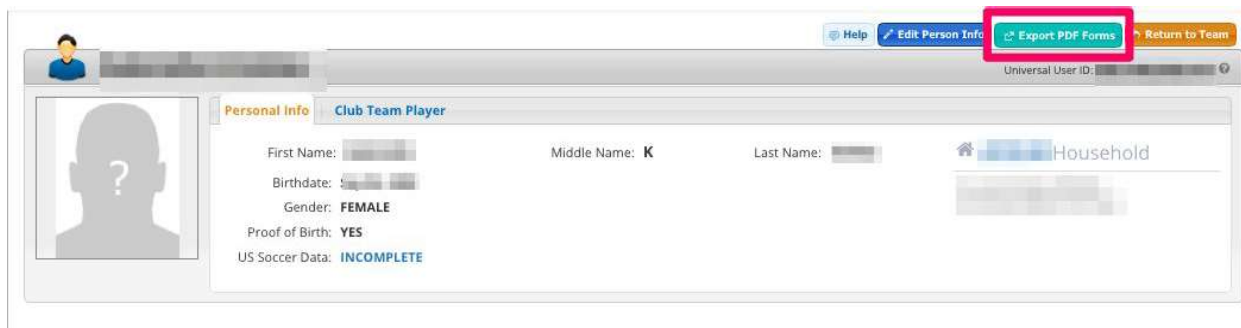 Help Edit Person Info Export PDF Forms Return to Team
Universal User ID:
Personal Info Club Team Player
First Name: Middle Name: K Last Name: Household
Birthdate:
Gender: FEMALE
Proof of Birth: YES
US Soccer Data: INCOMPLETE
?